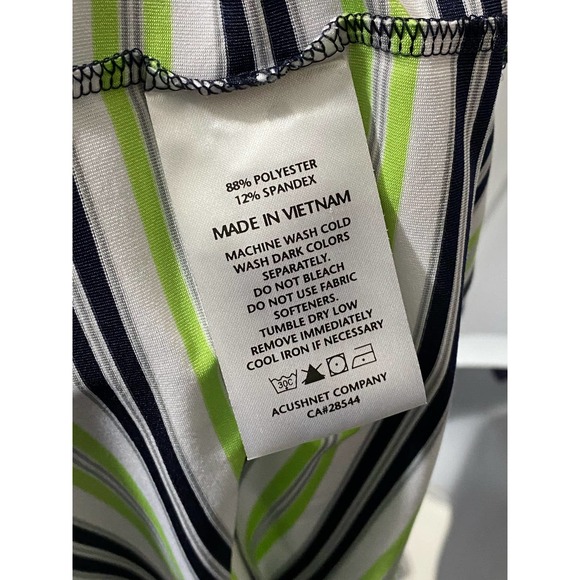 88% POLYESTER
12% SPANDEX
MADE IN VIETNAM
MACHINE WASH COLD
WASH DARK COLORS
SEPARATELY.
DO NOT BLEACH
DO NOT USE FABRIC
SOFTENERS.
TUMBLE DRY LOW
REMOVE IMMEDIATELY
COOL IRON IF NECESSARY
30C
ACUSHNET COMPANY
CA#28544